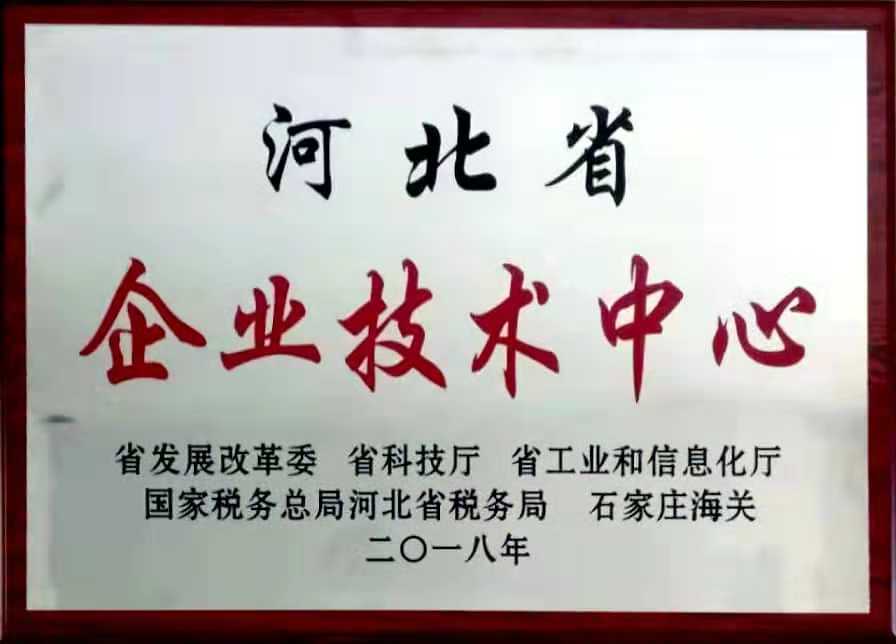 河北省
企业技术中心
省发展改革委 省科技厅 省工业和信息化厅
国家税务总局河北省税务局 石家庄海关
二〇一八年